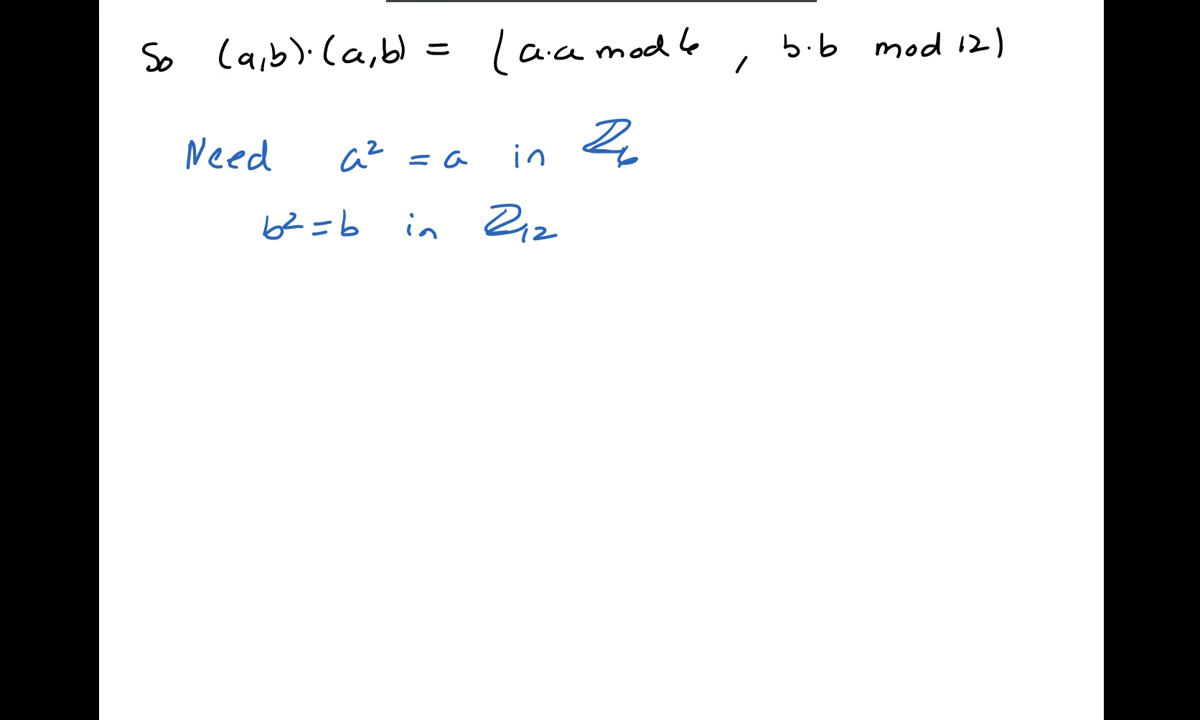 So (a,b)·(a,b) = (a·a mod 6 , b·b mod 12)
Need a² = a in ℤ₆
b² = b in ℤ₁₂